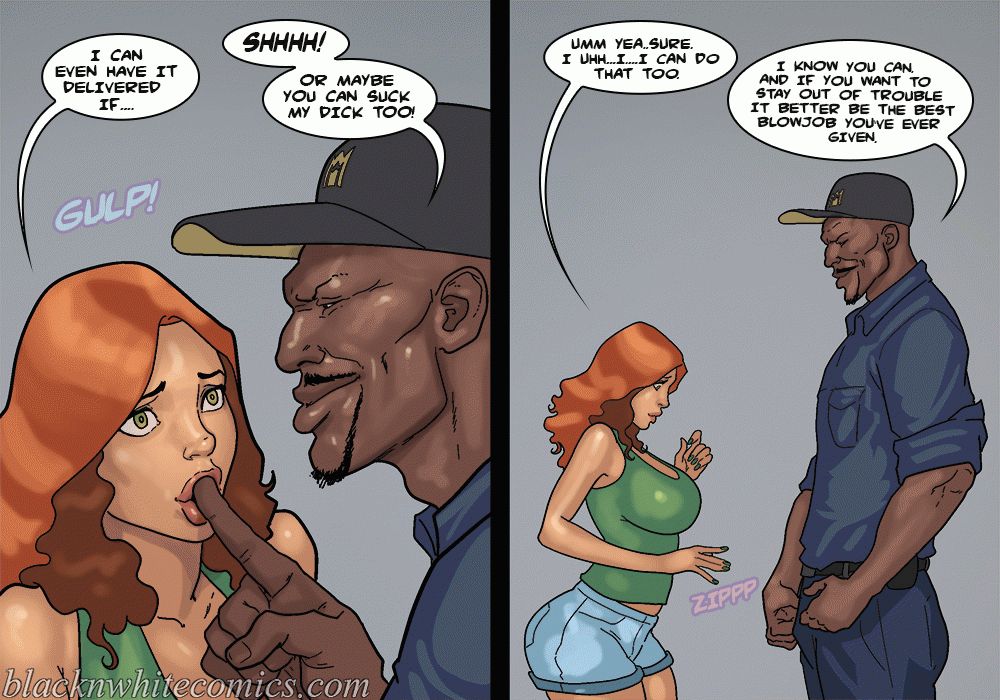 I CAN
EVEN HAVE IT
DELIVERED
IF....
SHHHH!
OR MAYBE
YOU CAN SUCK
MY DICK TOO!
GULP!
UMM YEA..SURE.
I UHH...I....I CAN DO
THAT TOO.
I KNOW YOU CAN.
AND IF YOU WANT TO
STAY OUT OF TROUBLE
IT BETTER BE THE BEST
BLOWJOB YOU'VE EVER
GIVEN.
ZIPPP
blacknwhitecomics.com